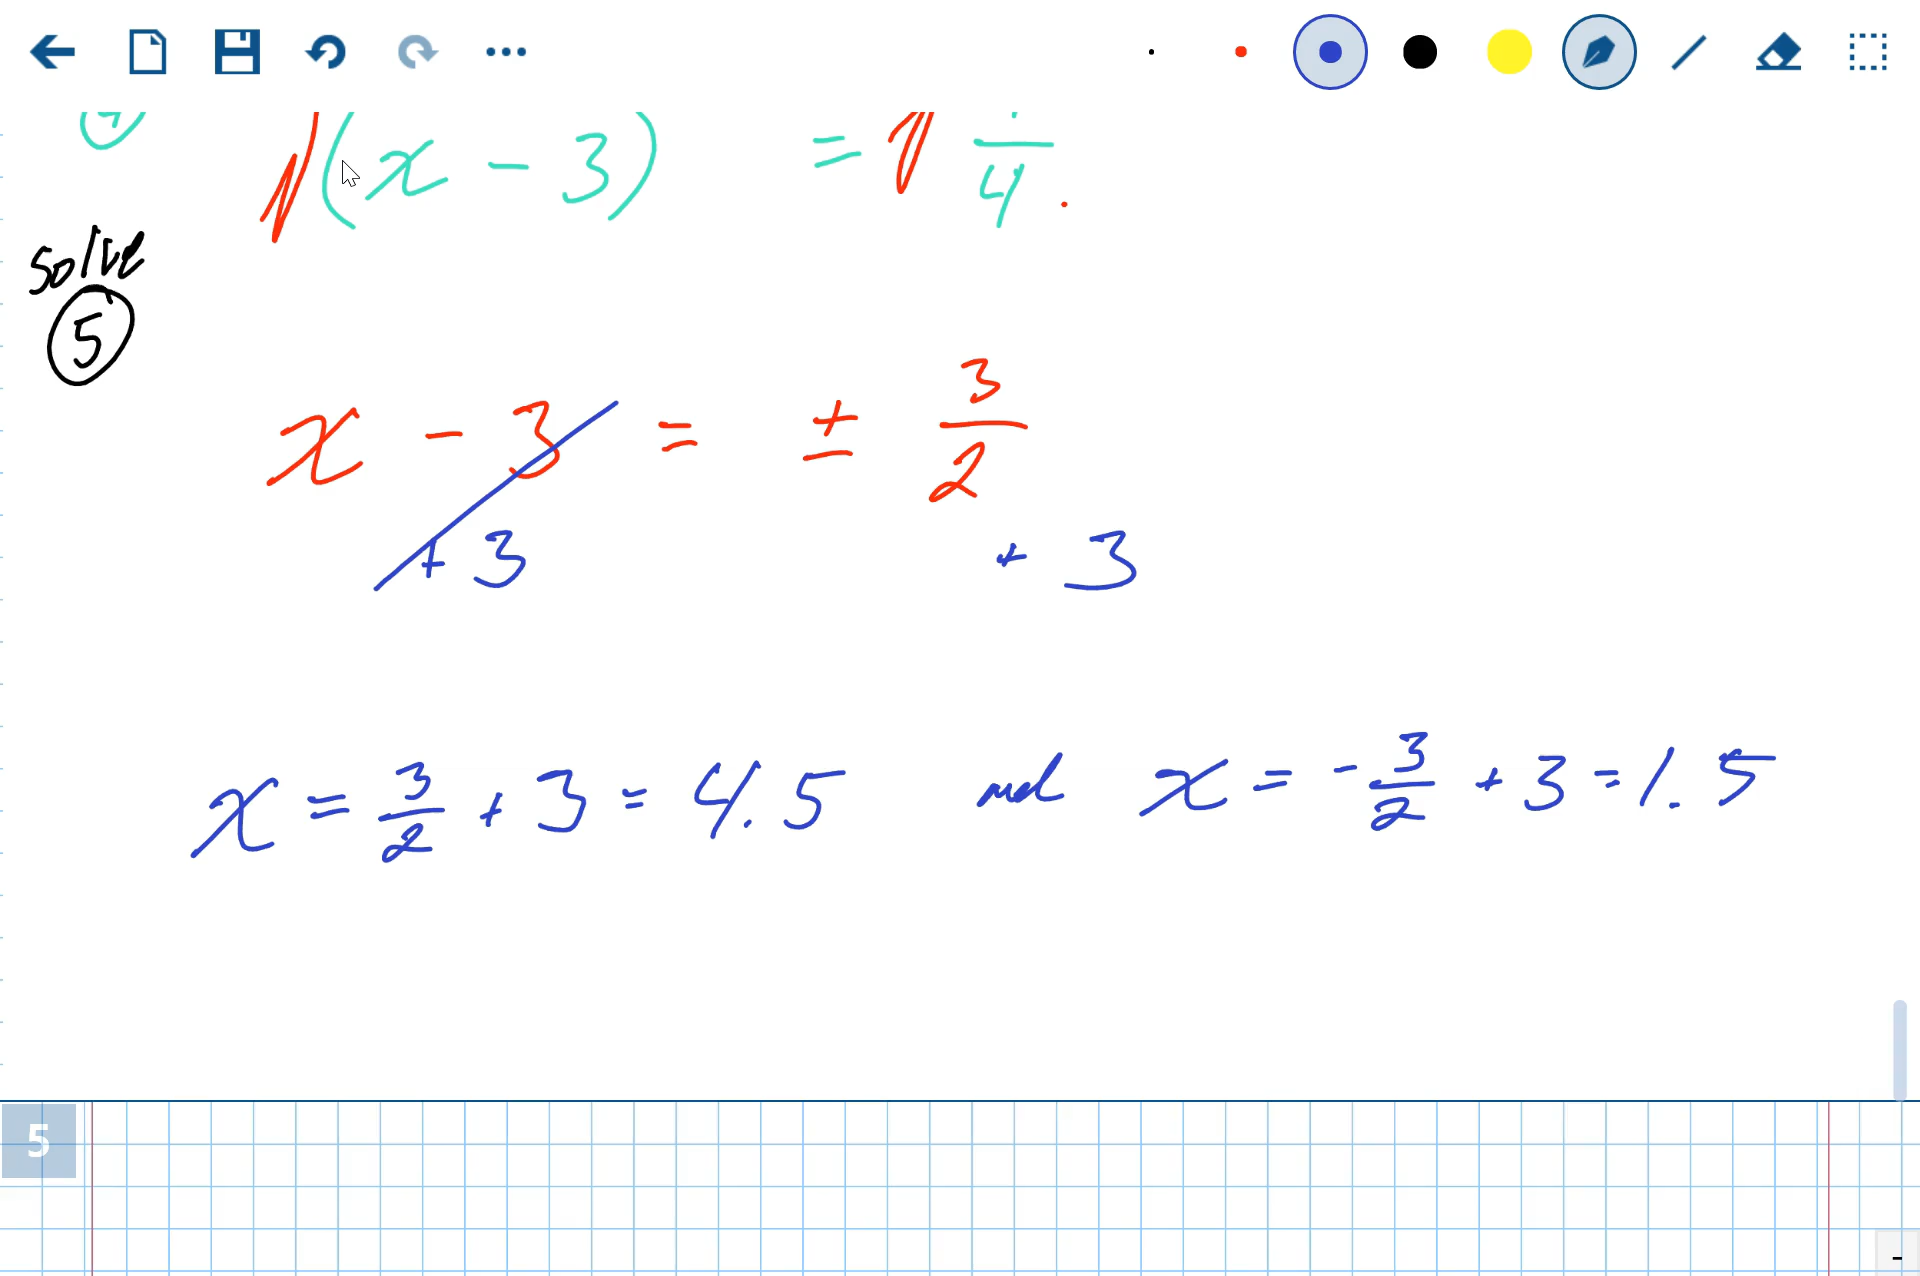 4
√(x - 3) = √ /4 .
solve
5
x - 3 = ± 3/2
+ 3 + 3
x = 3/2 + 3 = 4.5 and x = - 3/2 + 3 = 1.5
5